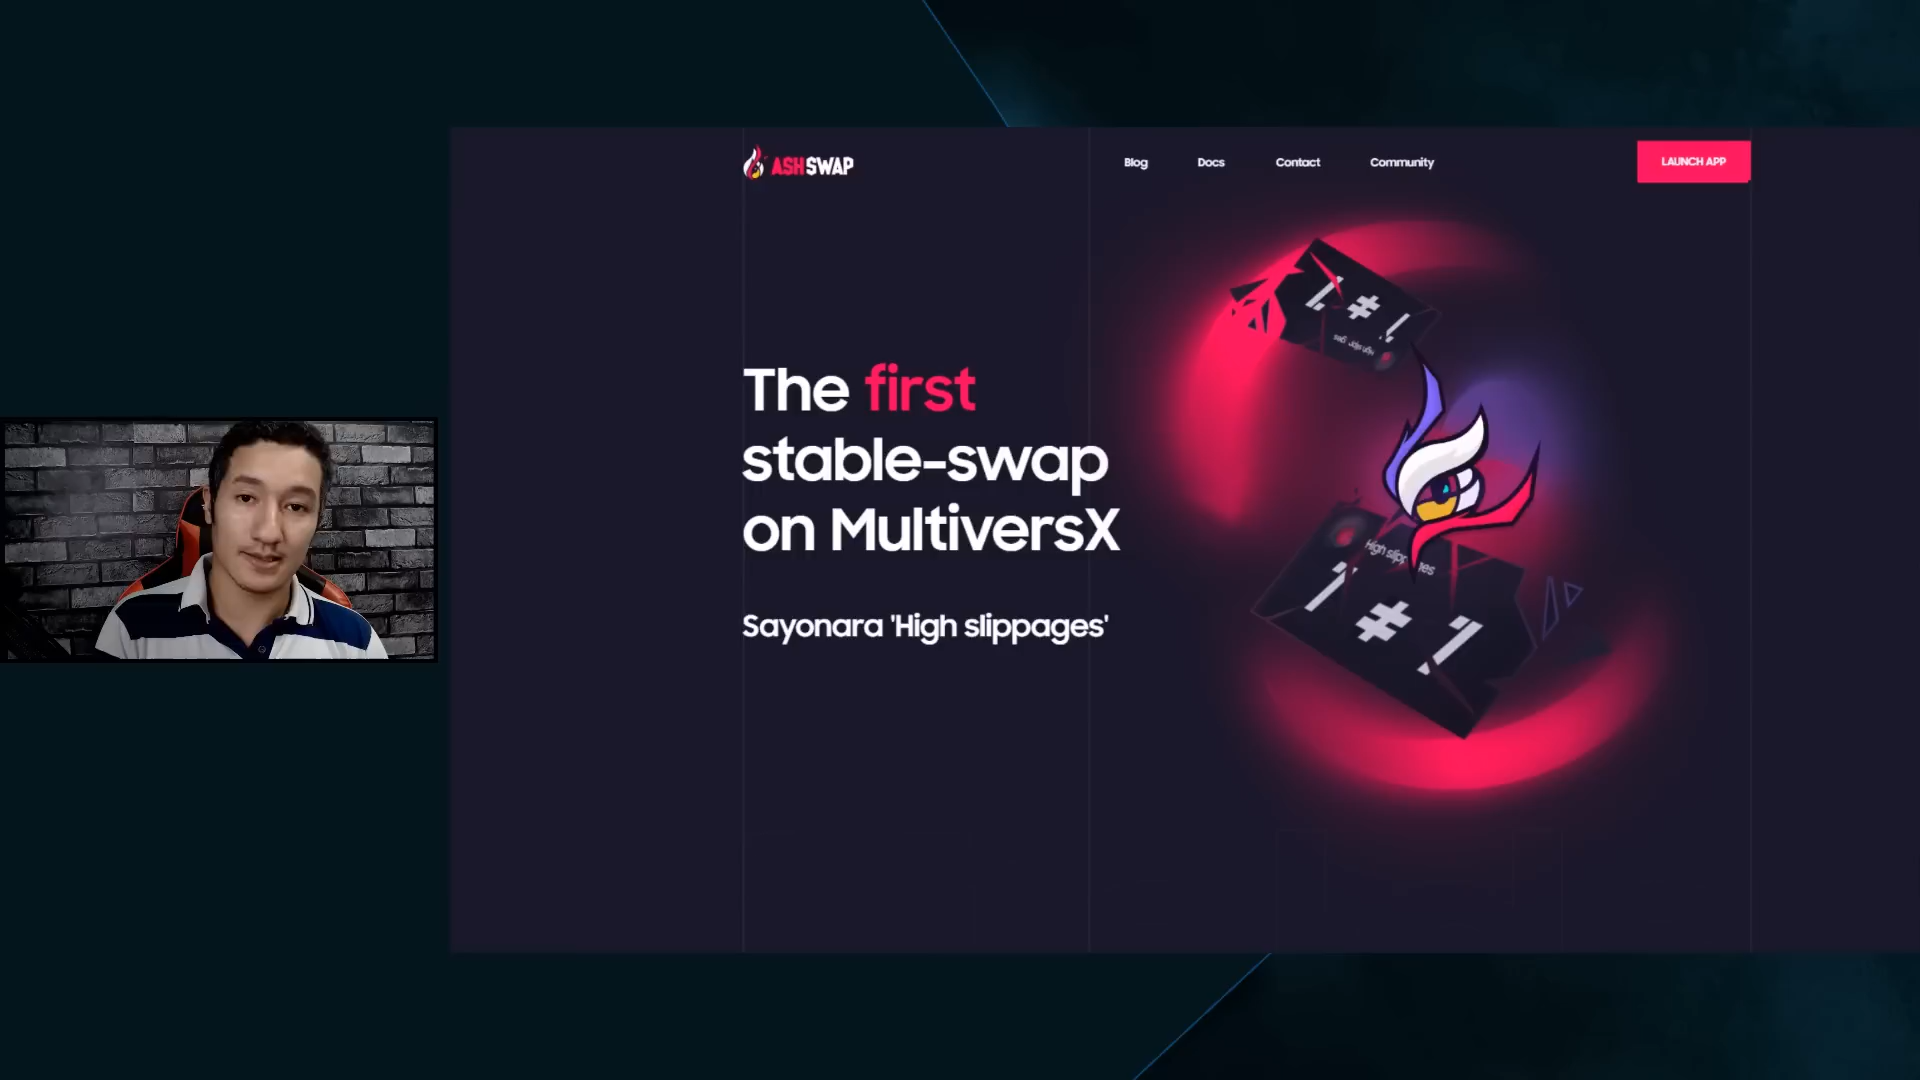 ASHSWAP
Blog
Docs
Contact
Community
LAUNCH APP
The first
stable-swap
on MultiversX
Sayonara 'High slippages'